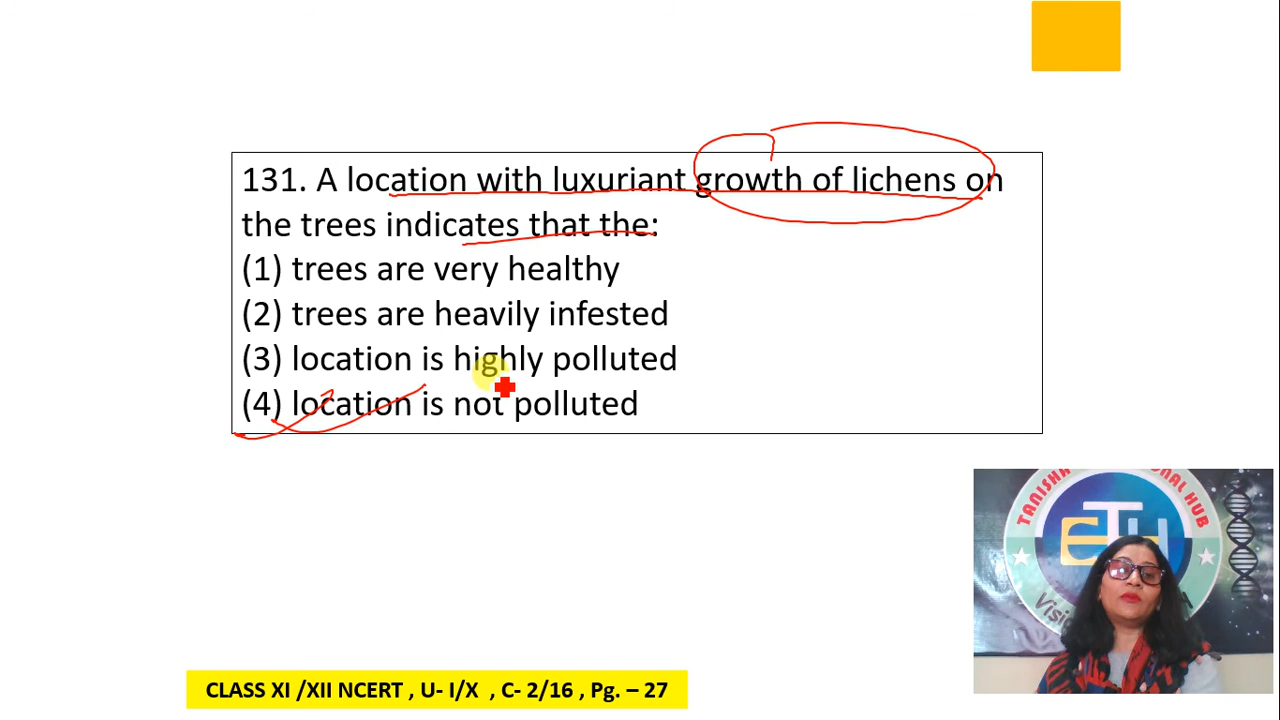 131. A location with luxuriant growth of lichens on
the trees indicates that the:
(1) trees are very healthy
(2) trees are heavily infested
(3) location is highly polluted
(4) location is not polluted
ETH
CLASS XI /XII NCERT , U- I/X , C- 2/16 , Pg. – 27